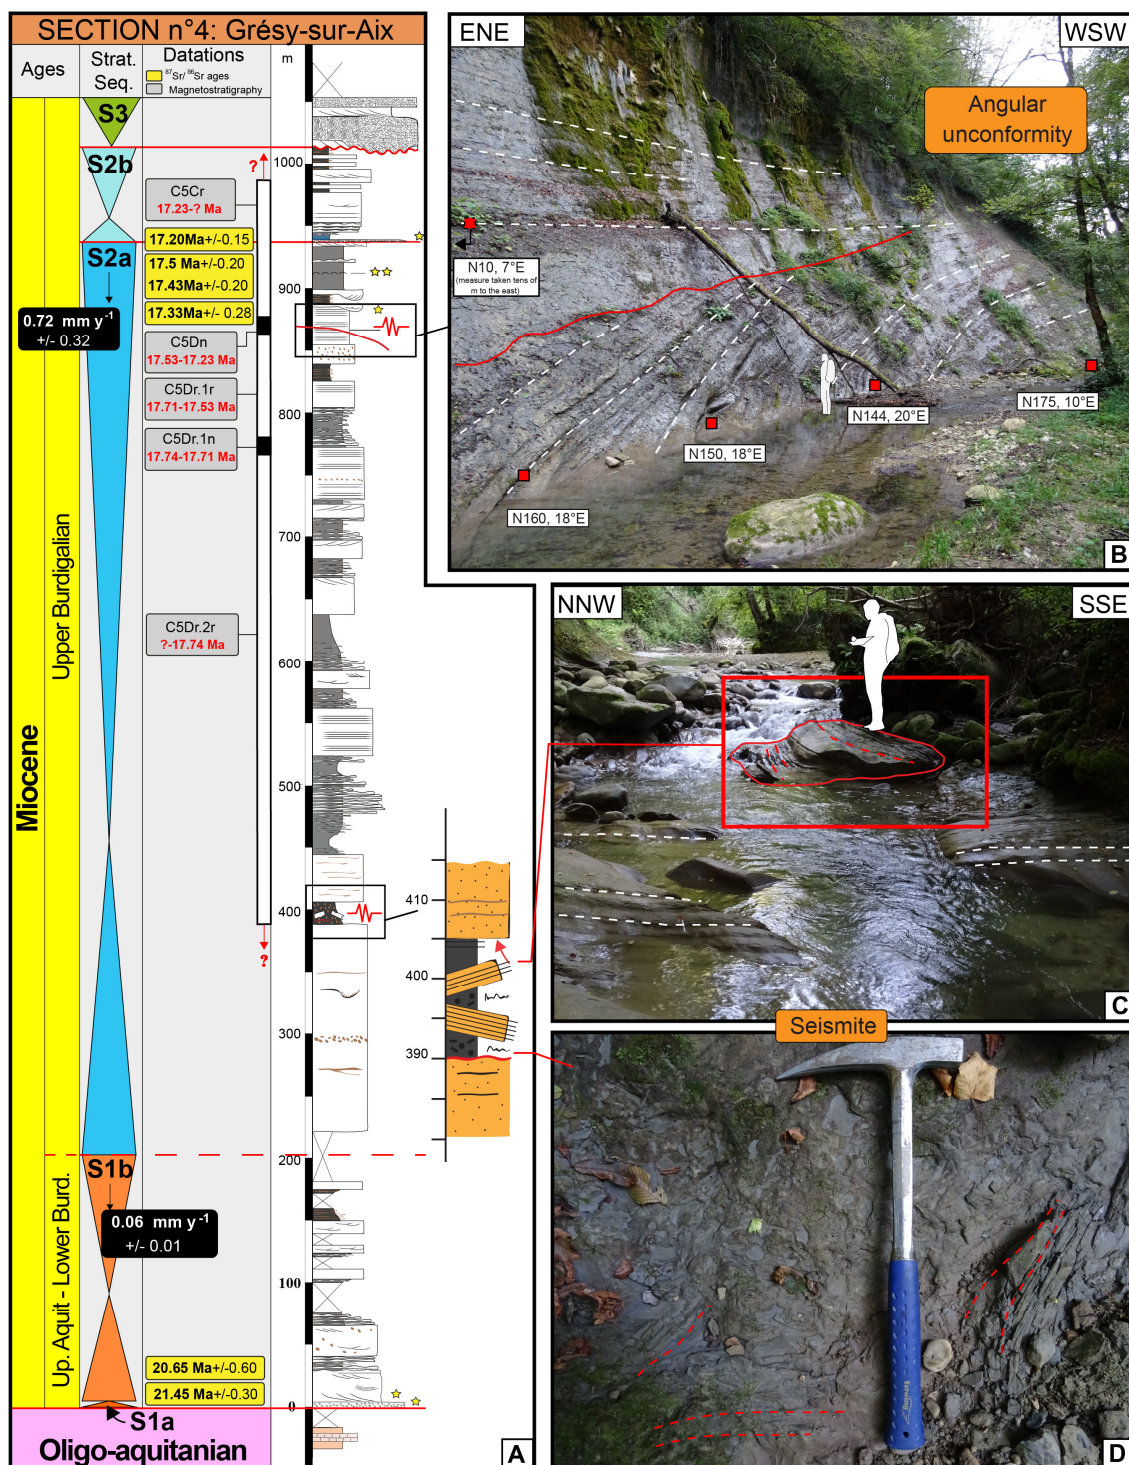 SECTION n°4: Grésy-sur-Aix
Ages
Strat.
Seq.
Datations
⁸⁷Sr/ ⁸⁶Sr ages
Magnetostratigraphy
m
Miocene
Upper Burdigalian
Up. Aquit - Lower Burd.
S3
S2b
S2a
0.72 mm y⁻¹
+/- 0.32
S1b
0.06 mm y⁻¹
+/- 0.01
S1a
Oligo-aquitanian
?
C5Cr
17.23-? Ma
17.20Ma+/-0.15
17.5 Ma+/-0.20
17.43Ma+/-0.20
17.33Ma+/- 0.28
C5Dn
17.53-17.23 Ma
C5Dr.1r
17.71-17.53 Ma
C5Dr.1n
17.74-17.71 Ma
C5Dr.2r
?-17.74 Ma
?
20.65 Ma+/-0.60
21.45 Ma+/-0.30
1000
900
800
700
600
500
400
300
200
100
0
410
400
390
A
ENE
WSW
Angular
unconformity
N10, 7°E
(measure taken tens of
m to the east)
N160, 18°E
N150, 18°E
N144, 20°E
N175, 10°E
B
NNW
SSE
C
Seismite
Estwing
D